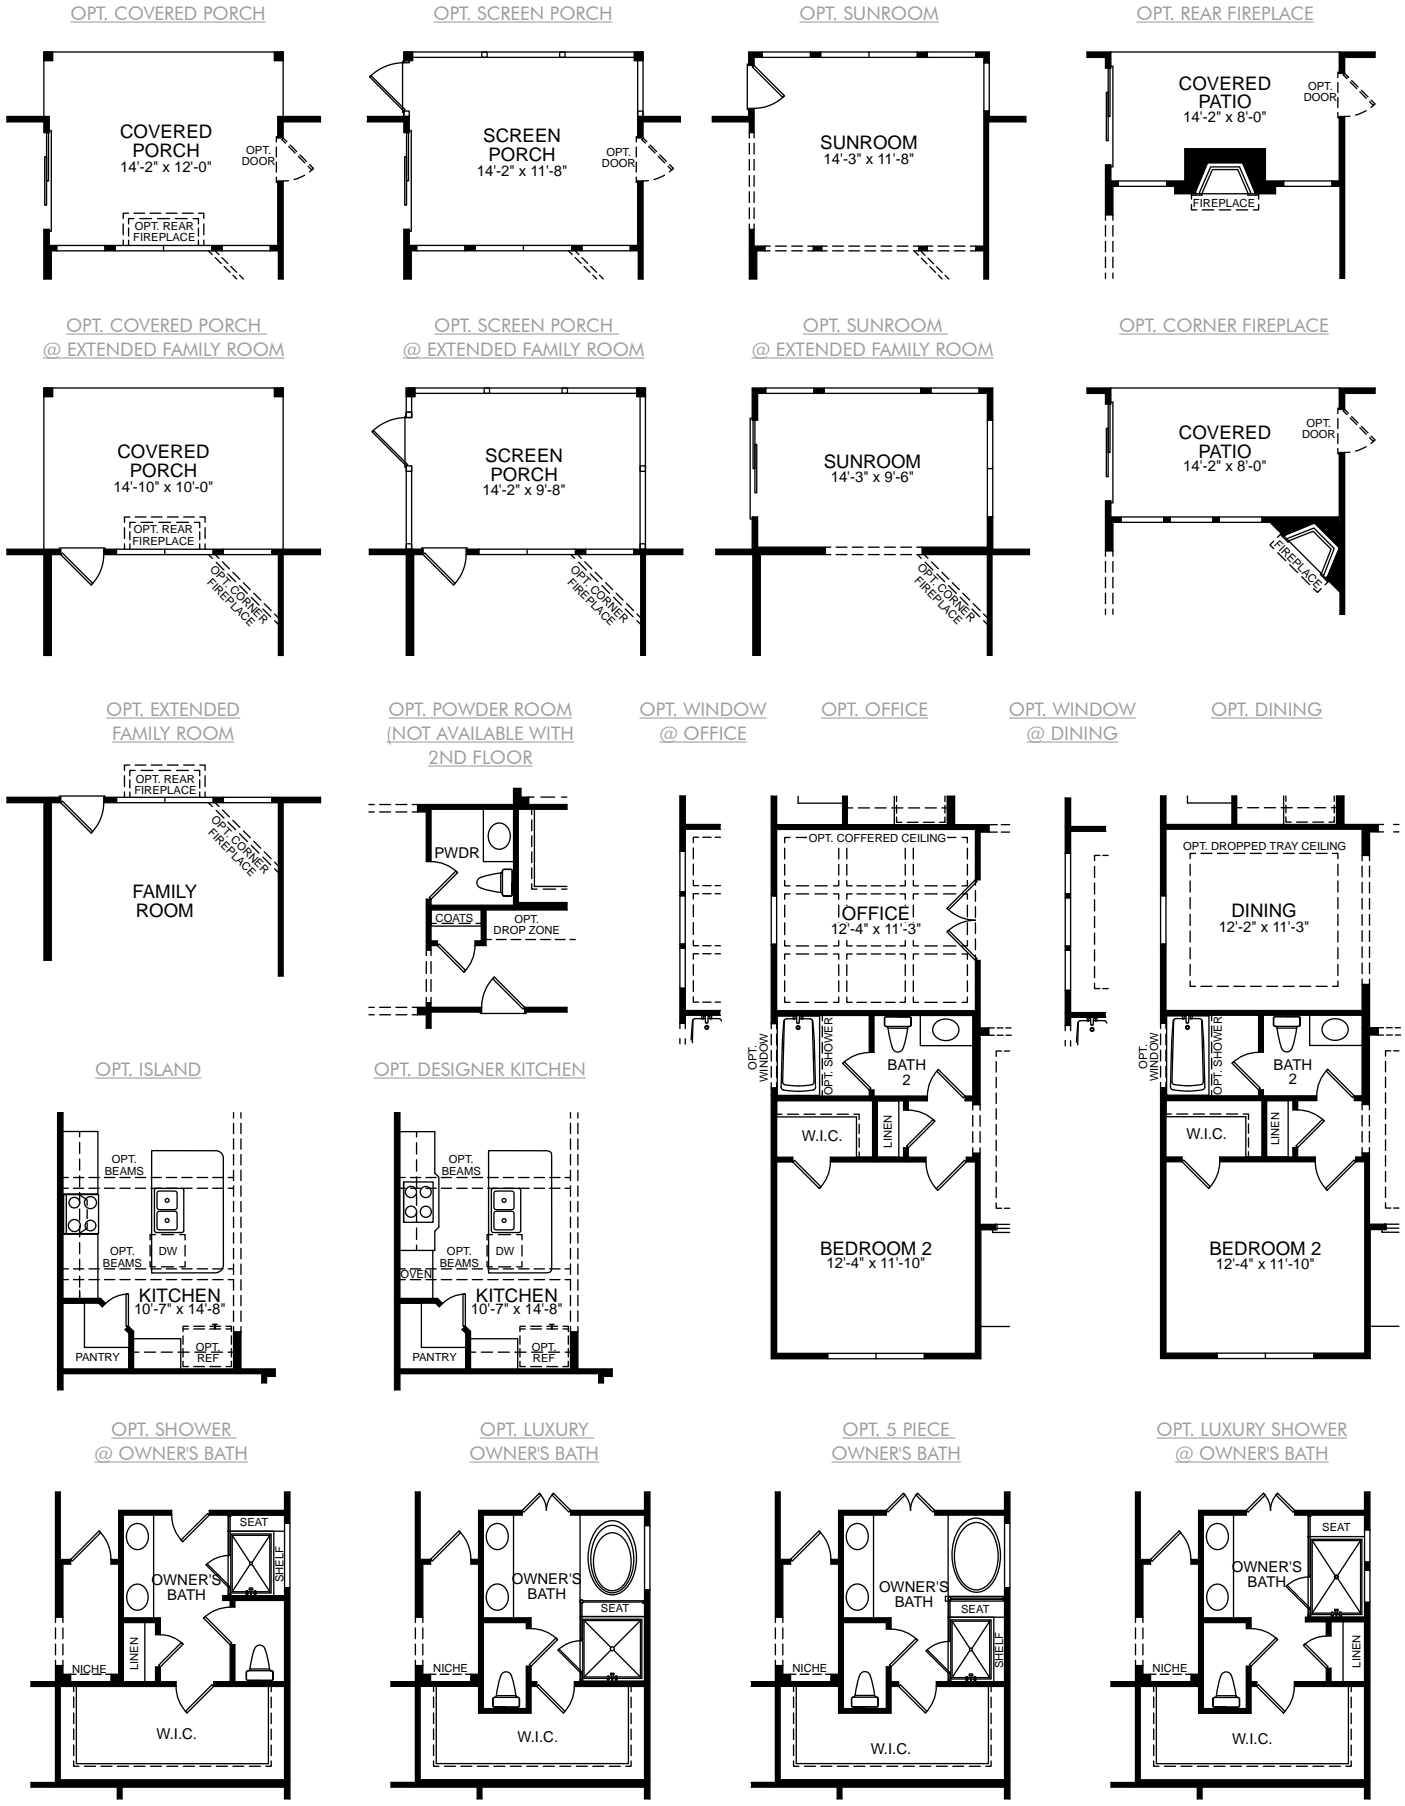 OPT. COVERED PORCH
COVERED
PORCH
14'-2" x 12'-0"
OPT.
DOOR
OPT. REAR
FIREPLACE
OPT. SCREEN PORCH
SCREEN
PORCH
14'-2" x 11'-8"
OPT.
DOOR
OPT. SUNROOM
SUNROOM
14'-3" x 11'-8"
OPT. REAR FIREPLACE
COVERED
PATIO
14'-2" x 8'-0"
OPT.
DOOR
FIREPLACE
OPT. COVERED PORCH
@ EXTENDED FAMILY ROOM
COVERED
PORCH
14'-10" x 10'-0"
OPT. REAR
FIREPLACE
OPT. CORNER
FIREPLACE
OPT. SCREEN PORCH
@ EXTENDED FAMILY ROOM
SCREEN
PORCH
14'-2" x 9'-8"
OPT. CORNER
FIREPLACE
OPT. SUNROOM
@ EXTENDED FAMILY ROOM
SUNROOM
14'-3" x 9'-6"
OPT. CORNER
FIREPLACE
OPT. CORNER FIREPLACE
COVERED
PATIO
14'-2" x 8'-0"
OPT.
DOOR
FIREPLACE
OPT. EXTENDED
FAMILY ROOM
OPT. REAR
FIREPLACE
OPT. CORNER
FIREPLACE
FAMILY
ROOM
OPT. POWDER ROOM
(NOT AVAILABLE WITH
2ND FLOOR
PWDR
COATS
OPT.
DROP ZONE
OPT. WINDOW
@ OFFICE
OPT. OFFICE
OPT. COFFERED CEILING
OFFICE
12'-4" x 11'-3"
OPT.
WINDOW
OPT. SHOWER
BATH
2
W.I.C.
LINEN
BEDROOM 2
12'-4" x 11'-10"
OPT. WINDOW
@ DINING
OPT. DINING
OPT. DROPPED TRAY CEILING
DINING
12'-2" x 11'-3"
OPT.
WINDOW
OPT. SHOWER
BATH
2
W.I.C.
LINEN
BEDROOM 2
12'-4" x 11'-10"
OPT. ISLAND
OPT.
BEAMS
OPT.
BEAMS
DW
KITCHEN
10'-7" x 14'-8"
PANTRY
OPT.
REF
OPT. DESIGNER KITCHEN
OPT.
BEAMS
OPT.
BEAMS
DW
OVEN
KITCHEN
10'-7" x 14'-8"
PANTRY
OPT.
REF
OPT. SHOWER
@ OWNER'S BATH
SEAT
SHELF
OWNER'S
BATH
LINEN
NICHE
W.I.C.
OPT. LUXURY
OWNER'S BATH
OWNER'S
BATH
SEAT
NICHE
W.I.C.
OPT. 5 PIECE
OWNER'S BATH
OWNER'S
BATH
SEAT
SHELF
NICHE
W.I.C.
OPT. LUXURY SHOWER
@ OWNER'S BATH
SEAT
OWNER'S
BATH
LINEN
NICHE
W.I.C.